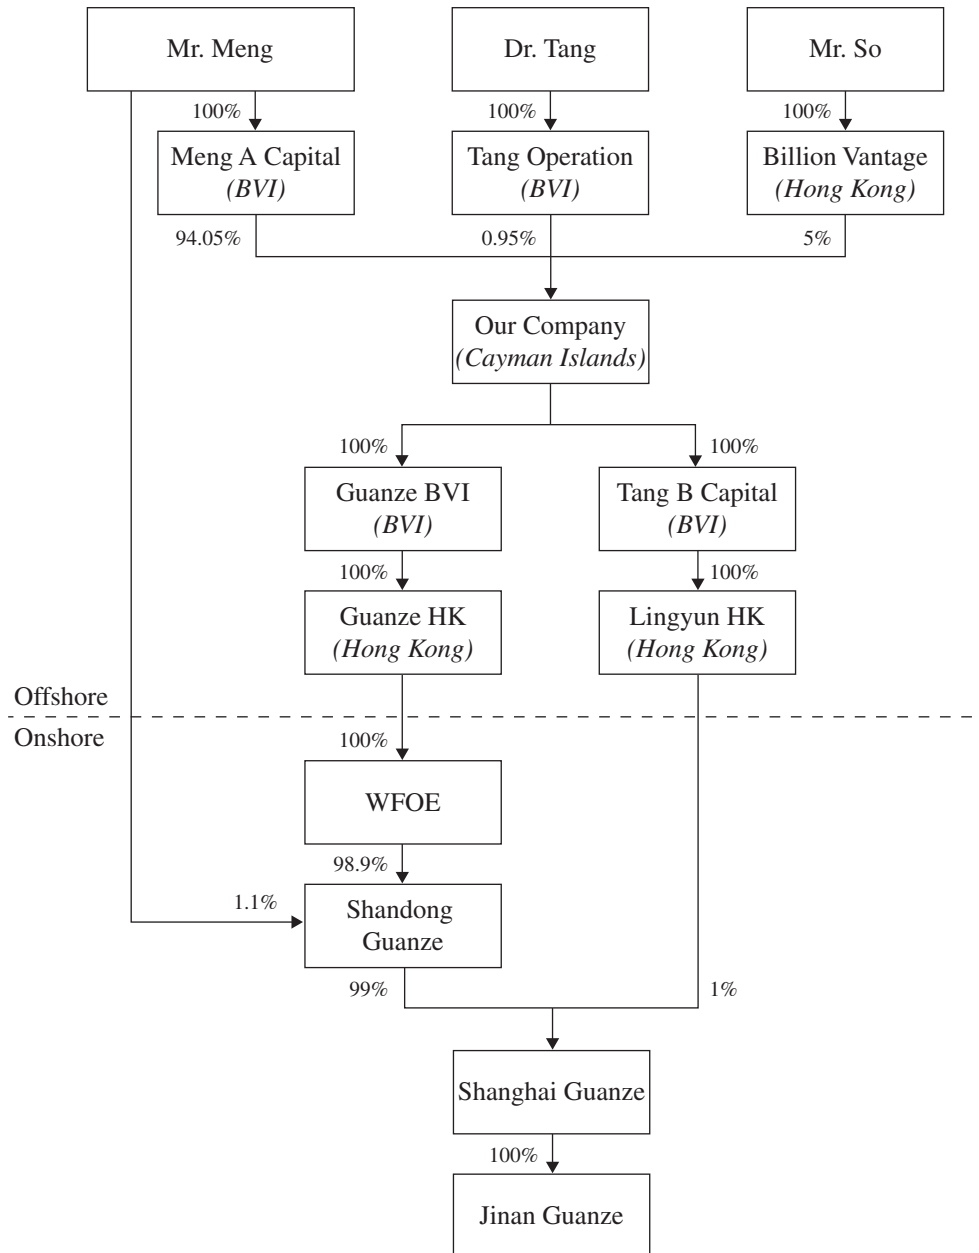 Mr. Meng
Dr. Tang
Mr. So
100%
100%
100%
Meng A Capital
(BVI)
Tang Operation
(BVI)
Billion Vantage
(Hong Kong)
94.05%
0.95%
5%
Our Company
(Cayman Islands)
100%
100%
Guanze BVI
(BVI)
Tang B Capital
(BVI)
100%
100%
Guanze HK
(Hong Kong)
Lingyun HK
(Hong Kong)
Offshore
Onshore
100%
WFOE
98.9%
1.1%
Shandong
Guanze
99%
1%
Shanghai Guanze
100%
Jinan Guanze